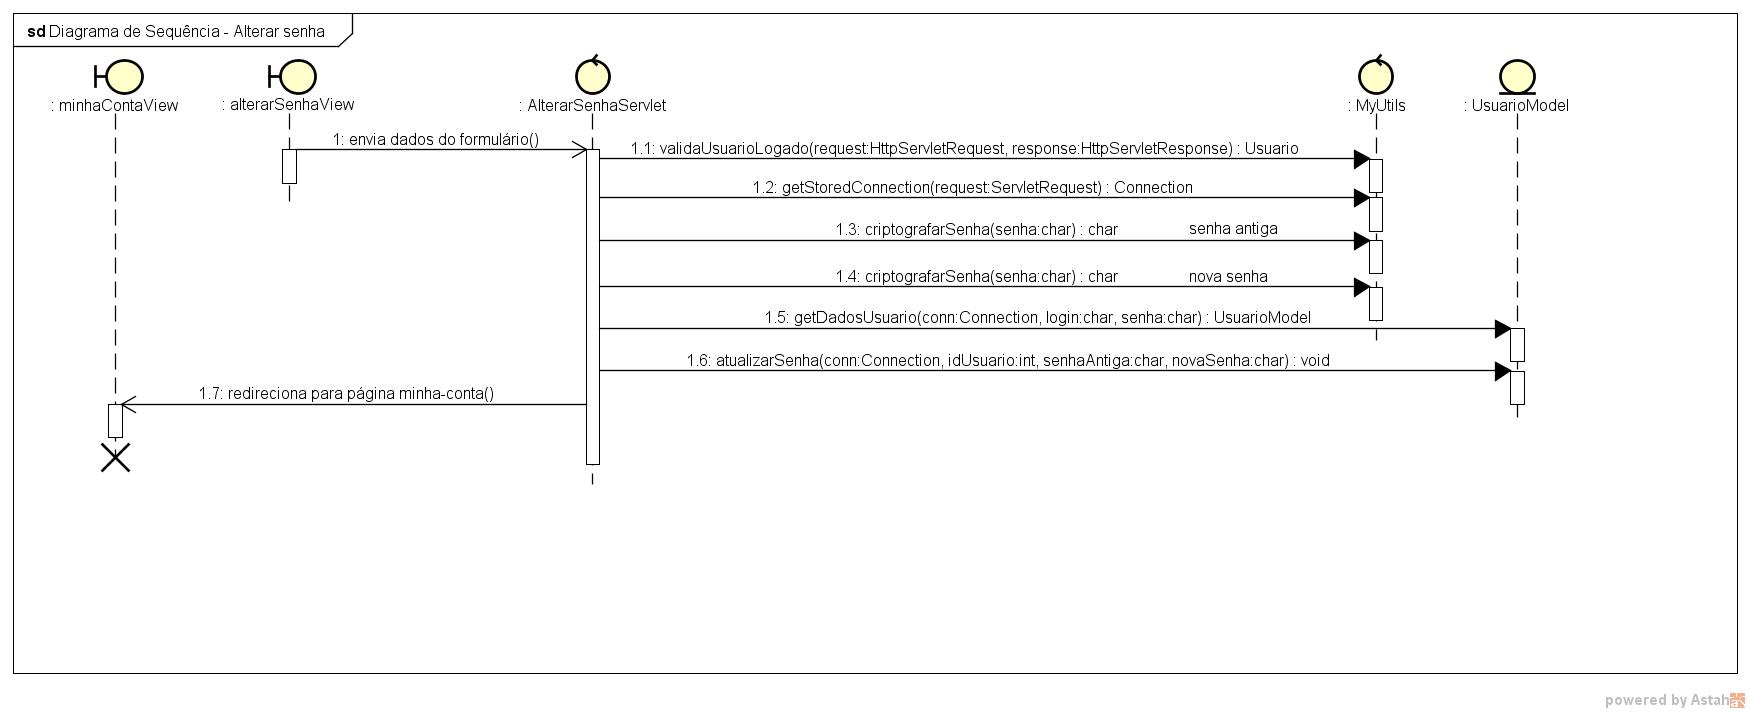 sd Diagrama de Sequência - Alterar senha
: minhaContaView
: alterarSenhaView
: AlterarSenhaServlet
: MyUtils
: UsuarioModel
1: envia dados do formulário()
1.1: validaUsuarioLogado(request:HttpServletRequest, response:HttpServletResponse) : Usuario
1.2: getStoredConnection(request:ServletRequest) : Connection
1.3: criptografarSenha(senha:char) : char
senha antiga
1.4: criptografarSenha(senha:char) : char
nova senha
1.5: getDadosUsuario(conn:Connection, login:char, senha:char) : UsuarioModel
1.6: atualizarSenha(conn:Connection, idUsuario:int, senhaAntiga:char, novaSenha:char) : void
1.7: redireciona para página minha-conta()
powered by Astah